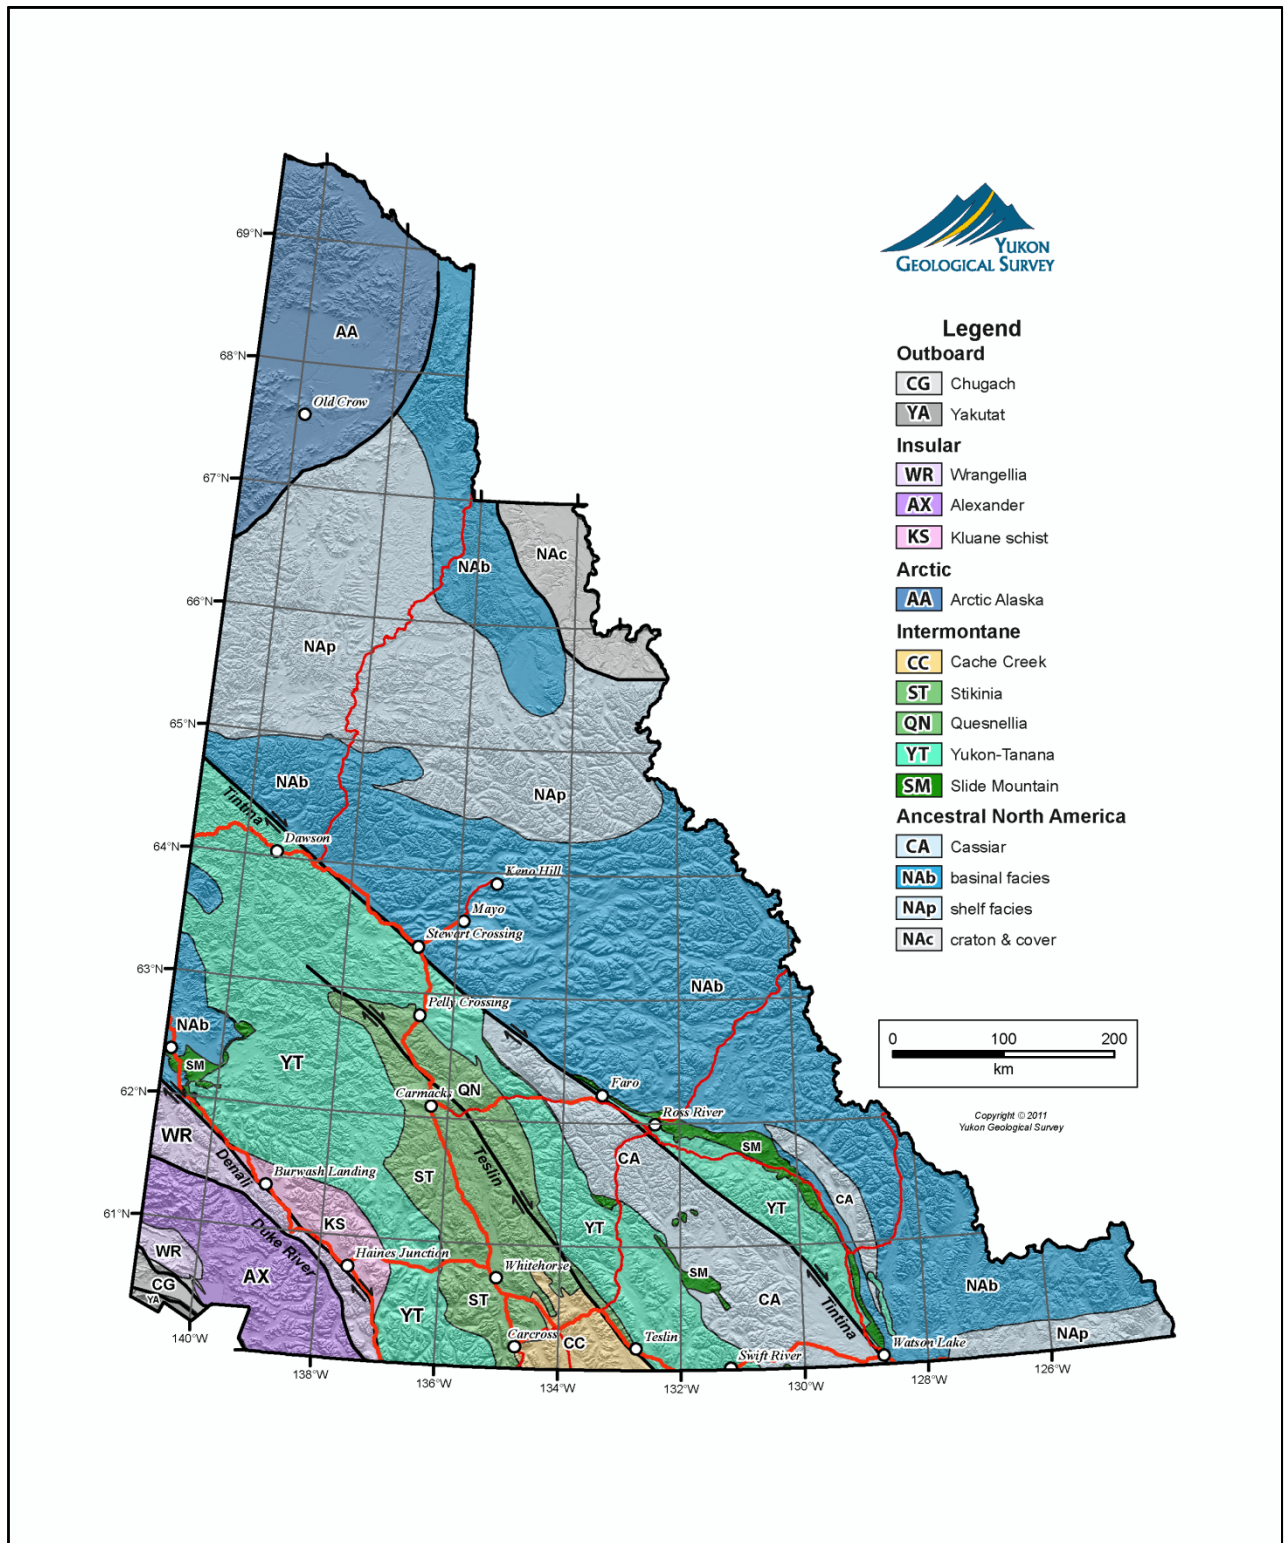 YUKON
GEOLOGICAL SURVEY
Legend
Outboard
CG Chugach
YA Yakutat
Insular
WR Wrangellia
AX Alexander
KS Kluane schist
Arctic
AA Arctic Alaska
Intermontane
CC Cache Creek
ST Stikinia
QN Quesnellia
YT Yukon-Tanana
SM Slide Mountain
Ancestral North America
CA Cassiar
NAb basinal facies
NAp shelf facies
NAc craton & cover
0 100 200
km
Copyright © 2011
Yukon Geological Survey
69°N
AA
68°N
Old Crow
67°N
NAc
NAb
66°N
NAp
65°N
NAb
NAp
Tintina
Dawson
64°N
Keno Hill
Mayo
Stewart Crossing
63°N
NAb
Pelly Crossing
NAb
YT
SM
62°N
Faro
QN
Carmacks
Ross River
WR
SM
CA
Denali
Burwash Landing
ST
Teslin
CA
YT
61°N
KS
YT
Duke River
WR
Haines Junction
Whitehorse
AX
SM
CG
NAb
YA
ST
CA
YT
Tintina
140°W
Carcross
CC
Teslin
NAp
Watson Lake
Swift River
138°W
136°W
134°W
132°W
130°W
128°W
126°W